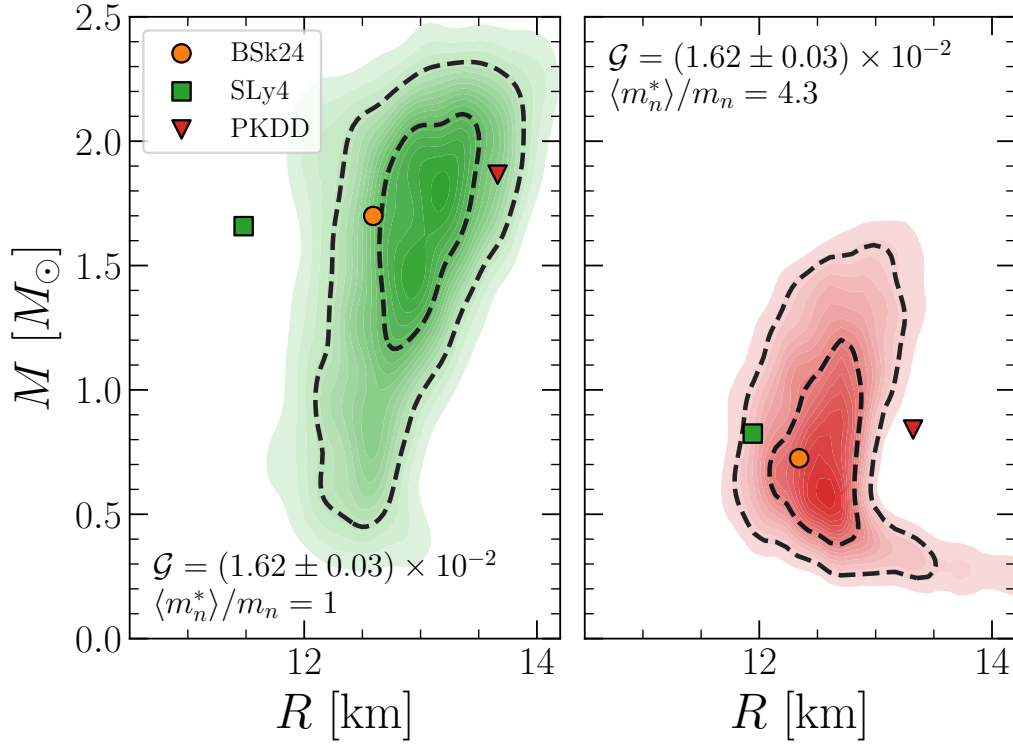 2.5
2.0
1.5
1.0
0.5
0.0
M [M⊙]
BSk24
SLy4
PKDD
𝒢 = (1.62 ± 0.03) × 10⁻²
⟨m*ₙ⟩/mₙ = 1
12
14
R [km]
𝒢 = (1.62 ± 0.03) × 10⁻²
⟨m*ₙ⟩/mₙ = 4.3
12
14
R [km]